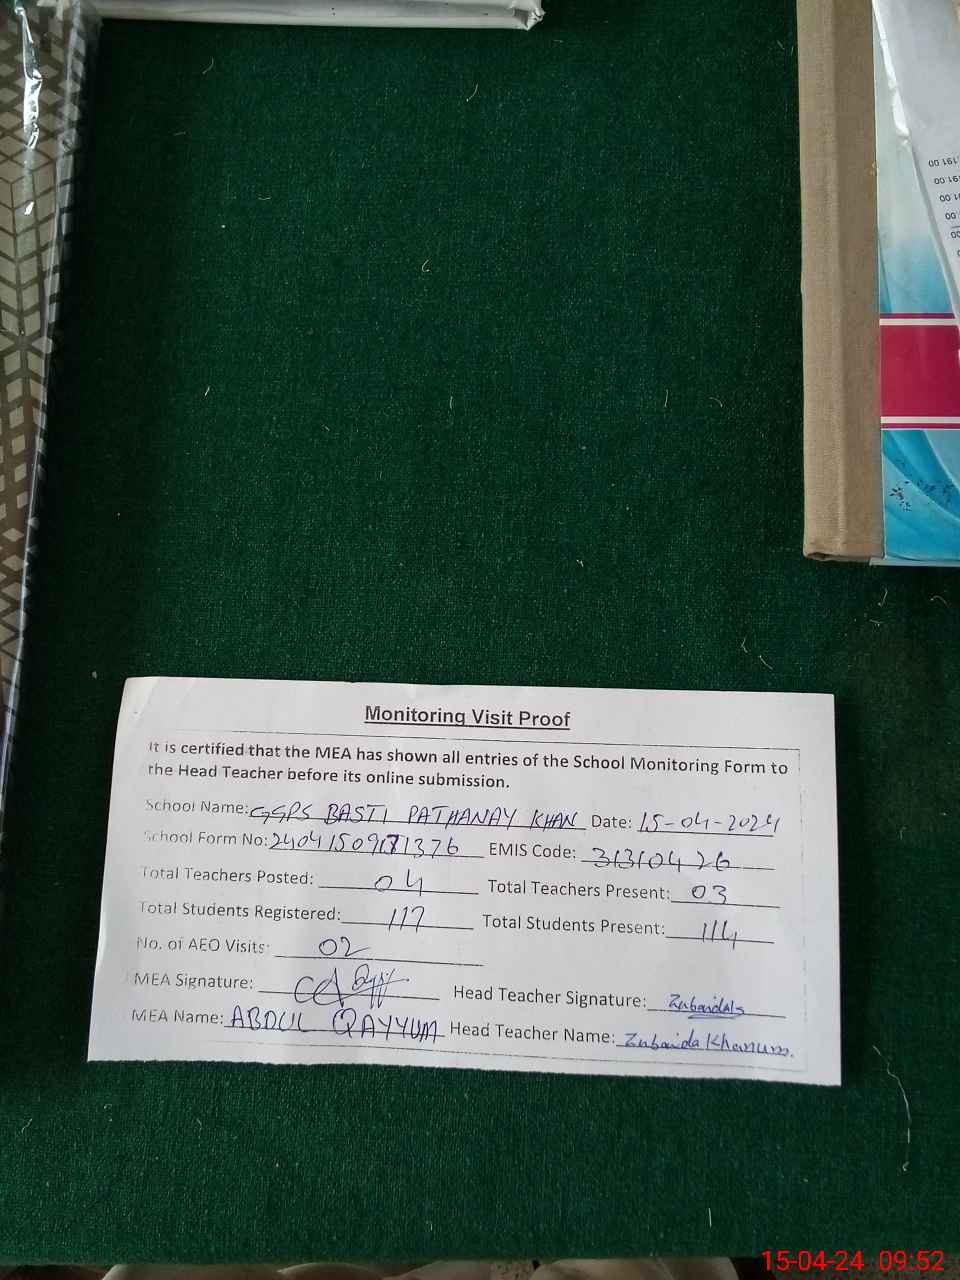 Monitoring Visit Proof
It is certified that the MEA has shown all entries of the School Monitoring Form to
the Head Teacher before its online submission.
School Name: GGPS BASTI PATHANAY KHAN Date: 15-04-2024
School Form No: EMIS Code: 31310426
Total Teachers Posted: 04 Total Teachers Present: 03
Total Students Registered: 117 Total Students Present: 114
No. of AEO Visits: 02
MEA Signature: Head Teacher Signature:
MEA Name: ABDUL QAYYUM Head Teacher Name: Zubaida Khanum.
15-04-24 09:52